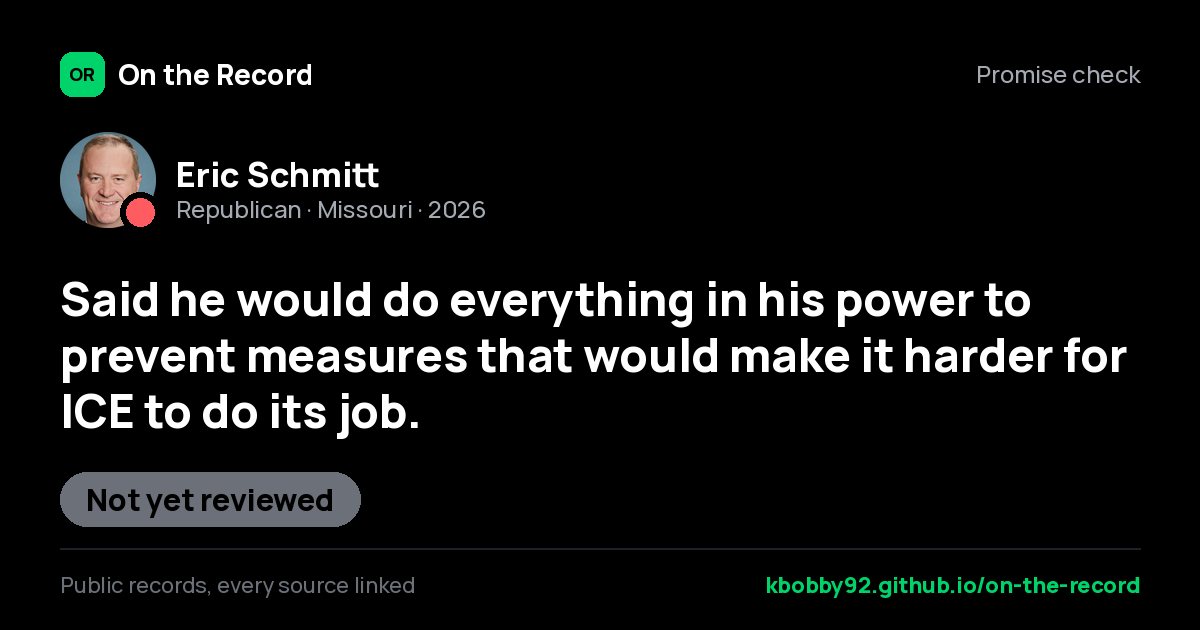 OR On the Record
Promise check
Eric Schmitt
Republican · Missouri · 2026
Said he would do everything in his power to
prevent measures that would make it harder for
ICE to do its job.
Not yet reviewed
Public records, every source linked
kbobby92.github.io/on-the-record